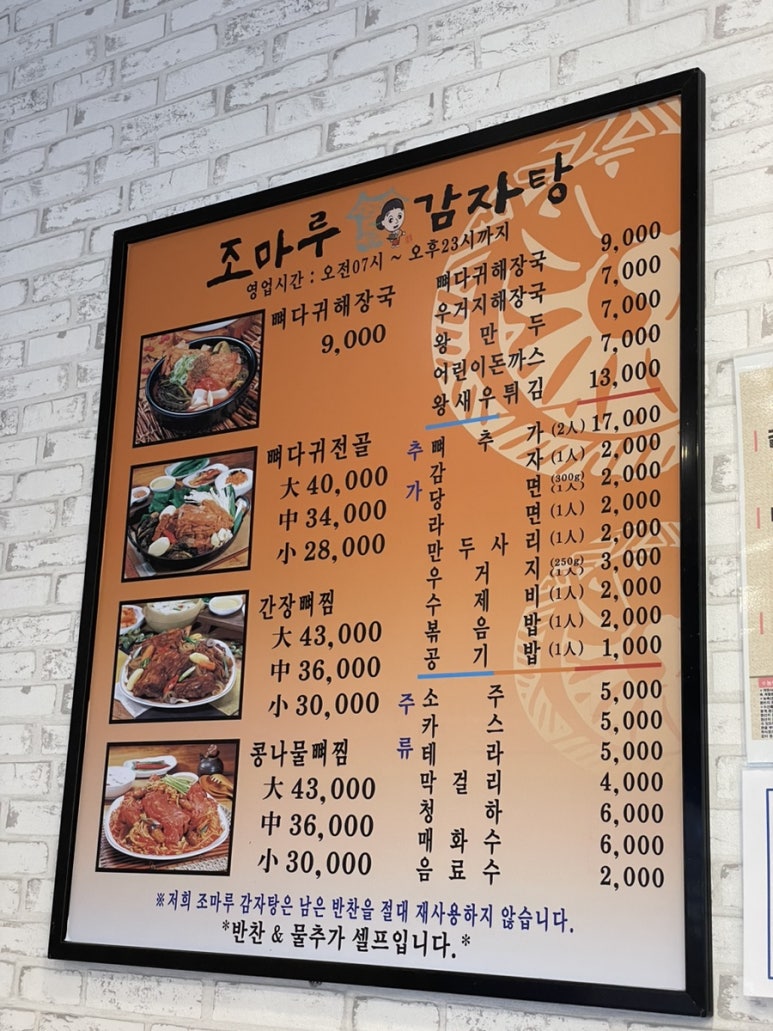 조마루 감자탕
영업시간 : 오전07시 ~ 오후23시까지
뼈다귀해장국
9,000
뼈다귀전골
大 40,000
中 34,000
小 28,000
간장뼈찜
大 43,000
中 36,000
小 30,000
콩나물뼈찜
大 43,000
中 36,000
小 30,000
뼈다귀해장국 9,000
우거지해장국 7,000
왕 만 두 7,000
어린이돈까스 7,000
왕새우튀김 13,000
추가
뼈 추 가 (2人) 17,000
감 자 (1人) 2,000
당 면 (300g) (1人) 2,000
라 면 (1人) 2,000
만 두 사 리 (1人) 2,000
우 거 지 (250g) (1人) 3,000
수 제 비 (1人) 2,000
볶 음 밥 (1人) 2,000
공 기 밥 (1人) 1,000
주류
소 주 5,000
카 스 5,000
테 라 5,000
막 걸 리 4,000
청 하 6,000
매 화 수 6,000
음 료 수 2,000
※저희 조마루 감자탕은 남은 반찬을 절대 재사용하지 않습니다.
*반찬 & 물추가 셀프입니다.*